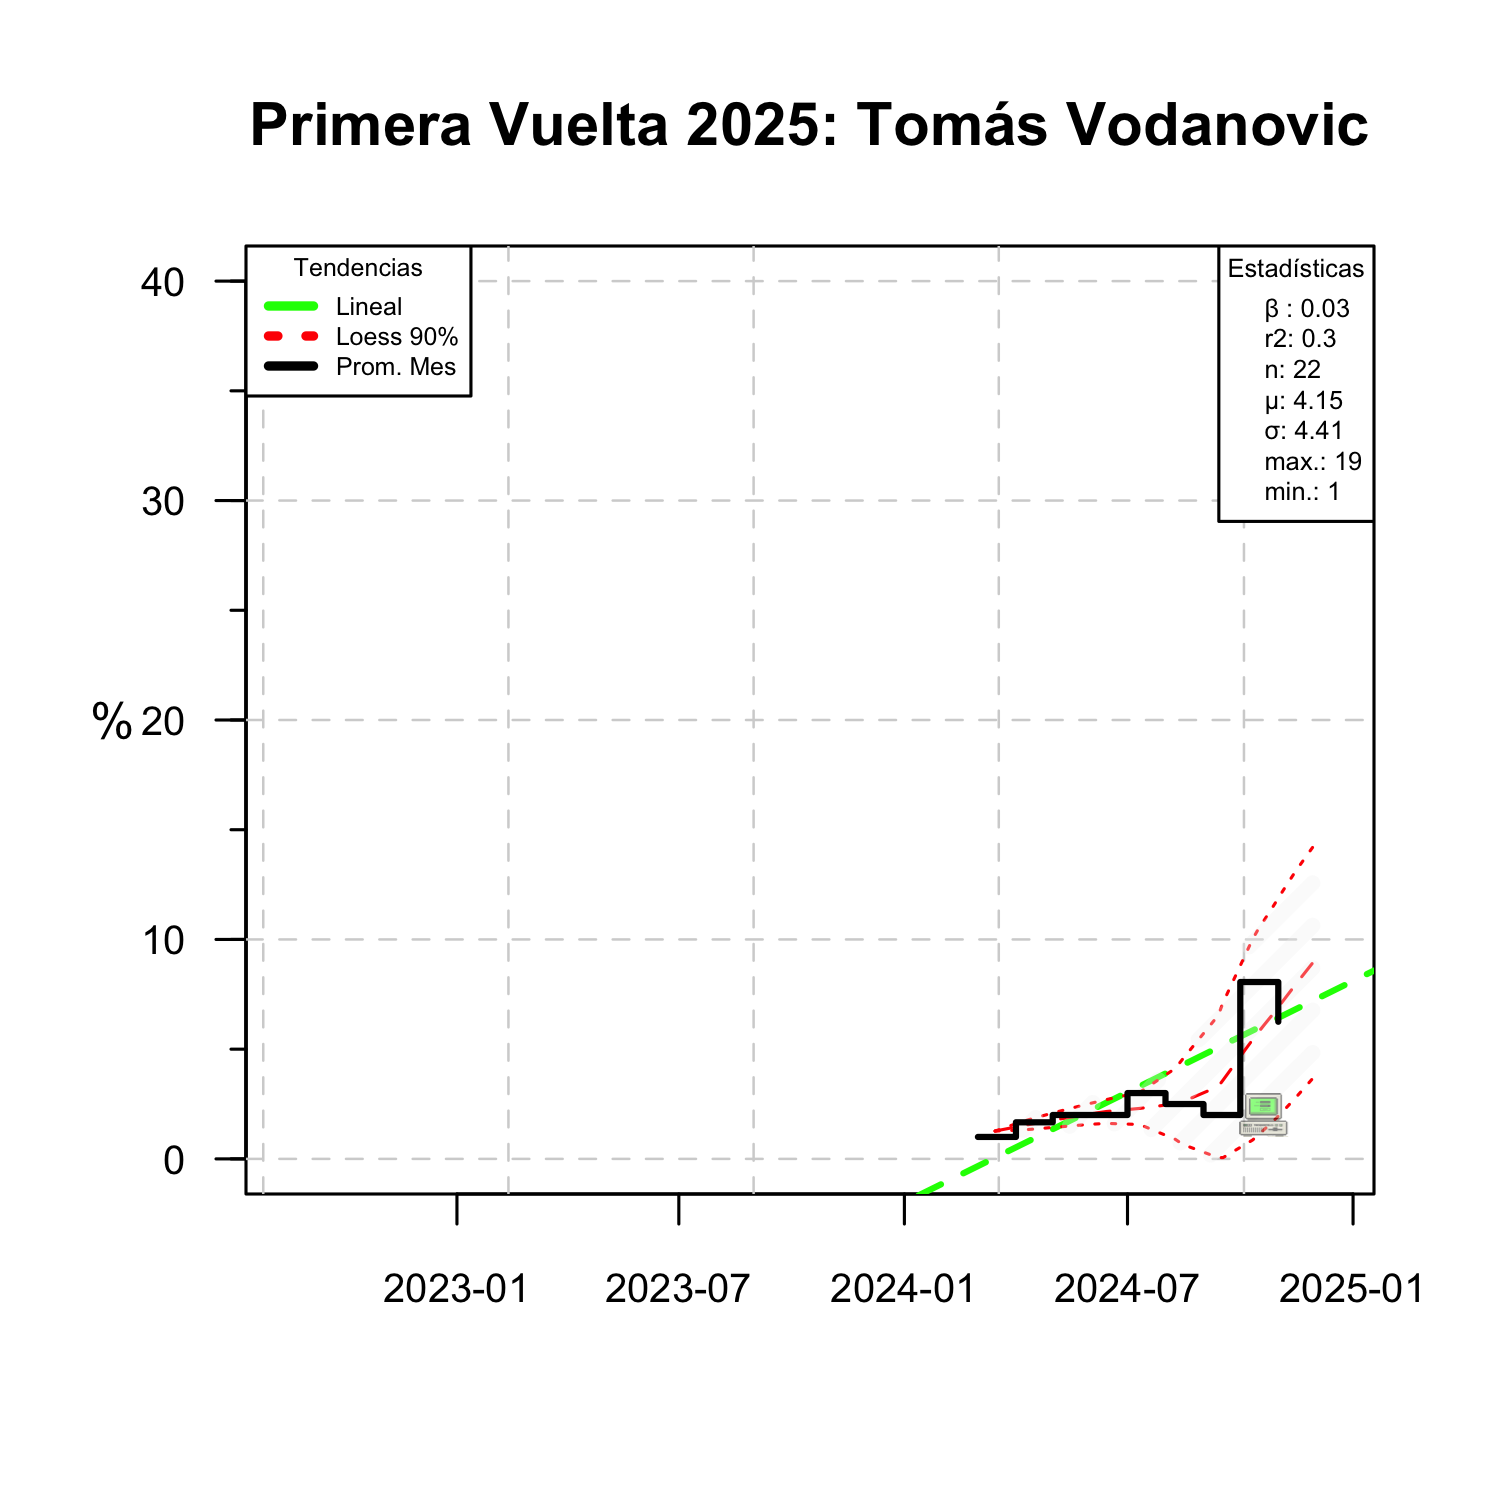 Primera Vuelta 2025: Tomás Vodanovic
Tendencias
Lineal
Loess 90%
Prom. Mes
Estadísticas
β : 0.03
r2: 0.3
n: 22
μ: 4.15
σ: 4.41
max.: 19
min.: 1
40
30
% 20
10
0
2023-01 2023-07 2024-01 2024-07 2025-01